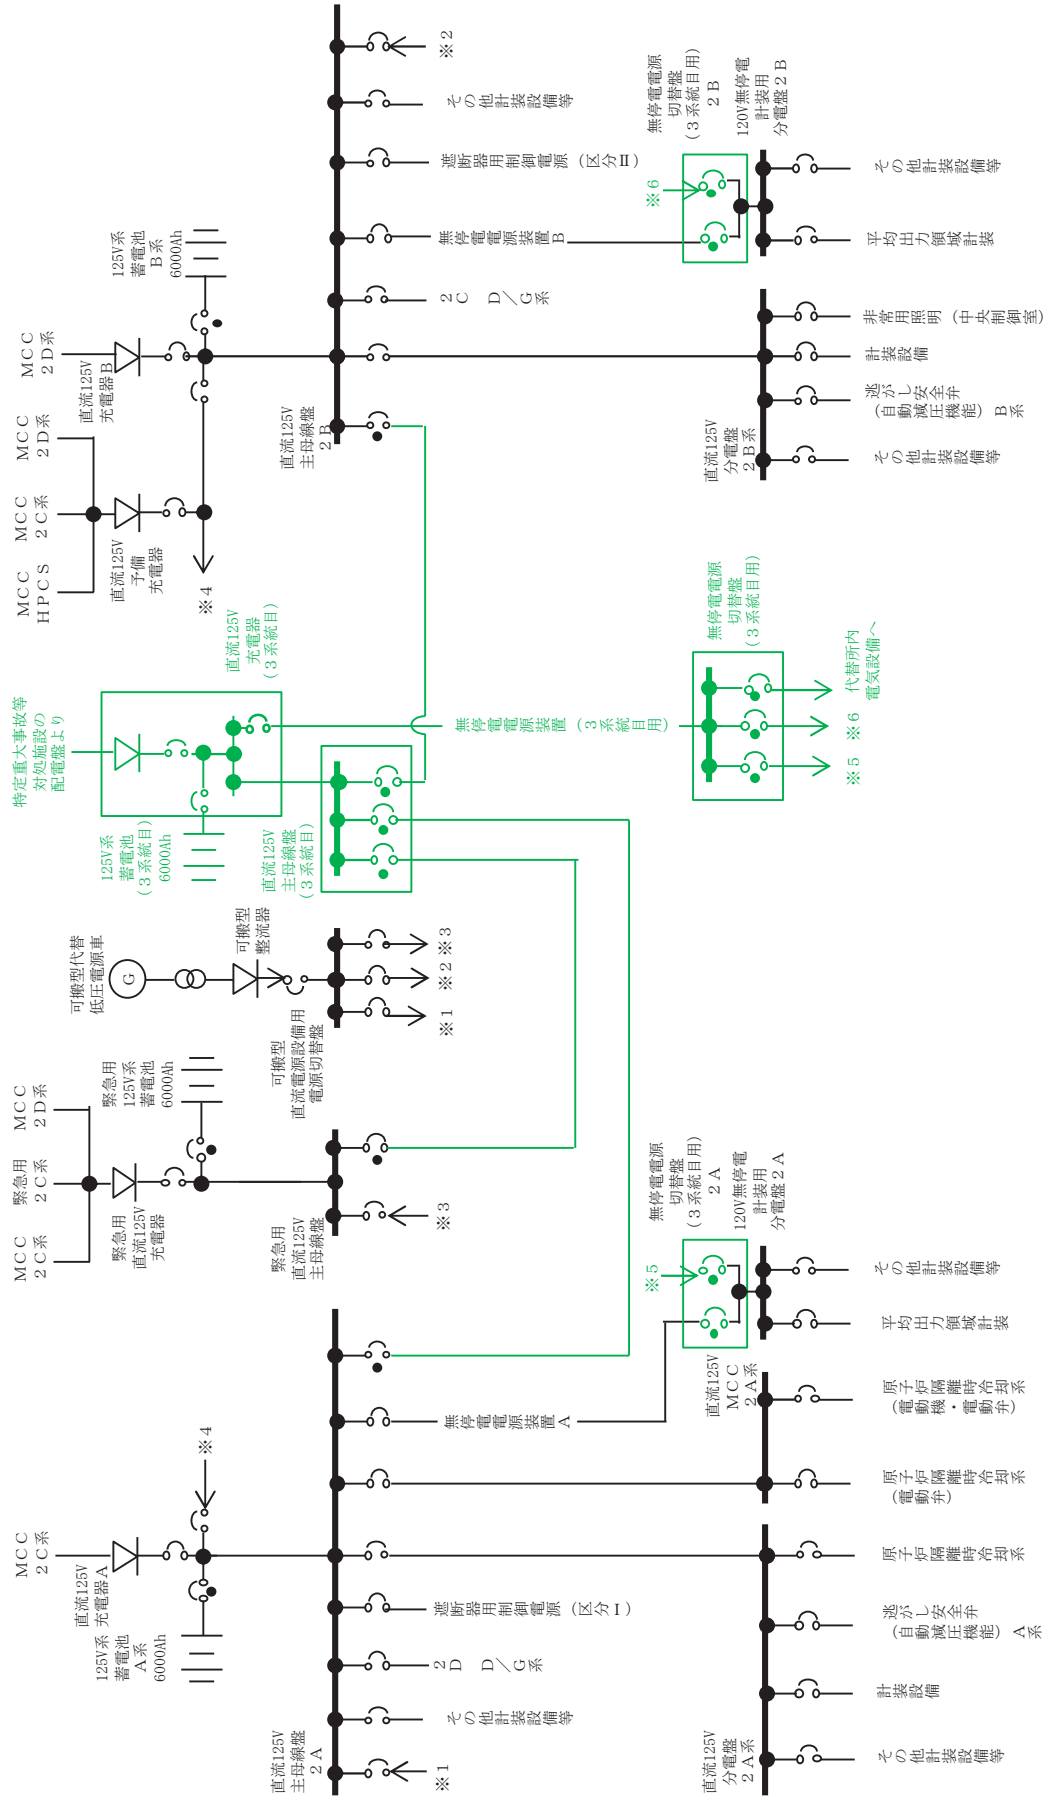 MCC
2C系
直流125V
充電器A
125V系
蓄電池
A系
6000Ah
※4
直流125V
主母線盤
2A
※1
その他計装設備等
2D D/G系
遮断器用制御電源（区分Ⅰ）
無停電電源装置A
直流125V
分電盤
2A系
その他計装設備等
計装設備
逃がし安全弁
（自動減圧機能） A系
原子炉隔離時冷却系
直流125V
MCC
2A系
原子炉隔離時冷却系
（電動弁）
原子炉隔離時冷却系
（電動機・電動弁）
無停電電源
切替盤
(3系統目用)
2A
※5
120V無停電
計装用
分電盤2A
平均出力領域計装
その他計装設備等
MCC
2C系
緊急用
2C系
MCC
2D系
緊急用
直流125V
充電器
緊急用
125V系
蓄電池
6000Ah
緊急用
直流125V
主母線盤
※3
可搬型代替
低圧電源車
G
可搬型
整流器
可搬型
直流電源設備用
電源切替盤
※1
※2
※3
特定重大事故等
対処施設の
配電盤より
125V系
蓄電池
(3系統目)
6000Ah
直流125V
充電器
(3系統目)
直流125V
主母線盤
(3系統目)
無停電電源装置（3系統目用）
無停電電源
切替盤
(3系統目用)
※5
※6
代替所内
電気設備へ
MCC
HPCS
MCC
2C系
MCC
2D系
直流125V
予備
充電器
※4
MCC
2D系
直流125V
充電器B
125V系
蓄電池
B系
6000Ah
直流125V
主母線盤
2B
2C D/G系
無停電電源装置B
遮断器用制御電源（区分Ⅱ）
その他計装設備等
※2
直流125V
分電盤
2B系
その他計装設備等
逃がし安全弁
（自動減圧機能） B系
計装設備
非常用照明（中央制御室）
無停電電源
切替盤
(3系統目用)
2B
※6
120V無停電
計装用
分電盤2B
平均出力領域計装
その他計装設備等